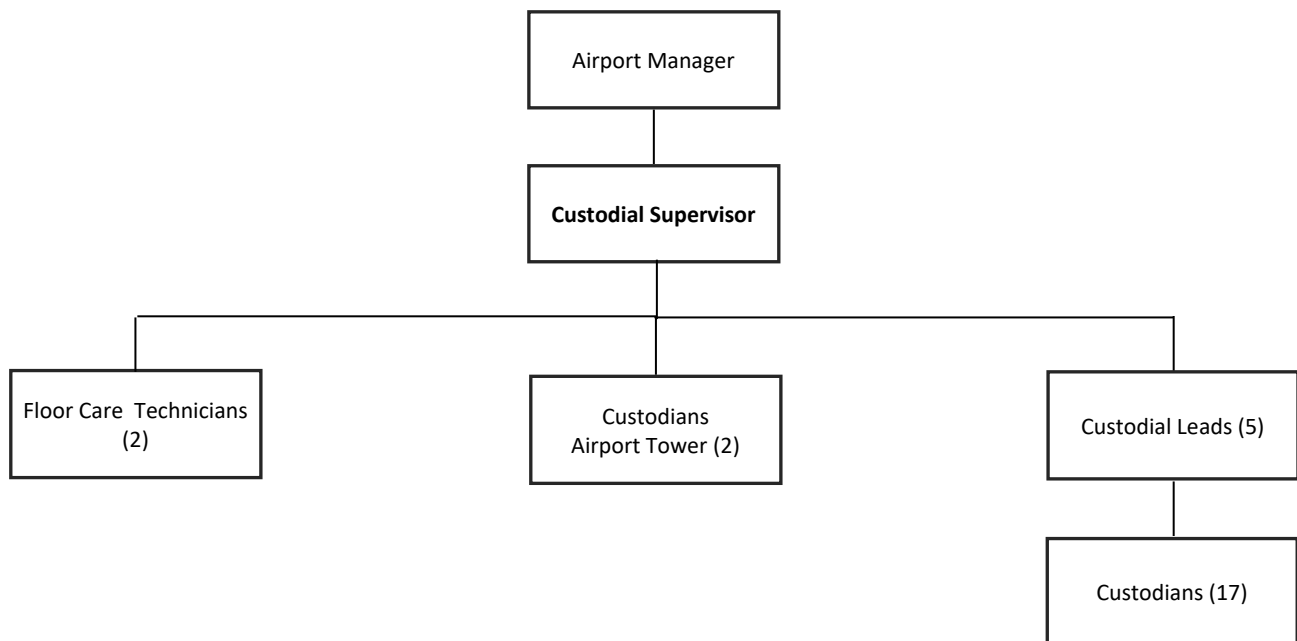 Airport Manager
Custodial Supervisor
Floor Care  Technicians
(2)
Custodians
Airport Tower (2)
Custodial Leads (5)
Custodians (17)